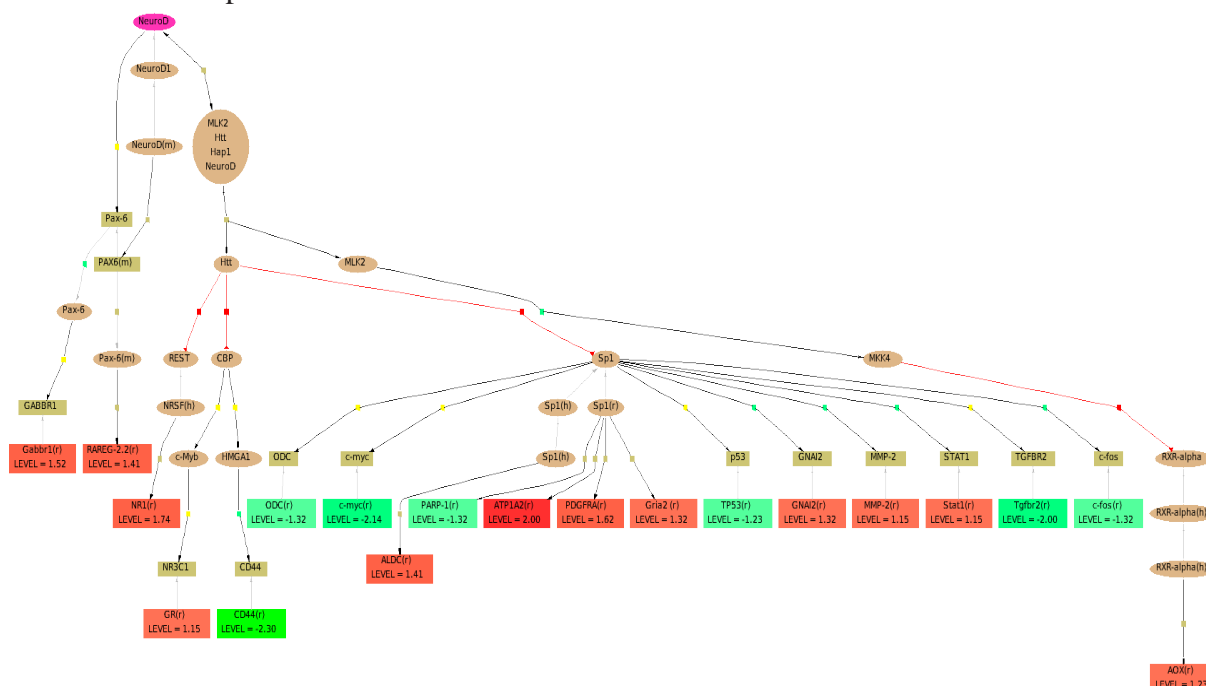 NeuroD
NeuroD1
MLK2
Htt
Hap1
NeuroD
NeuroD(m)
Pax-6
PAX6(m)
Htt
MLK2
Pax-6
Pax-6(m)
REST
CBP
Sp1
MKK4
GABBR1
NRSF(h)
Sp1(h)
Sp1(r)
Gabbr1(r)
LEVEL = 1.52
RAREG-2.2(r)
LEVEL = 1.41
c-Myb
HMGA1
ODC
c-myc
Sp1(h)
p53
GNAI2
MMP-2
STAT1
TGFBR2
c-fos
RXR-alpha
NR1(r)
LEVEL = 1.74
ODC(r)
LEVEL = -1.32
c-myc(r)
LEVEL = -2.14
PARP-1(r)
LEVEL = -1.32
ATP1A2(r)
LEVEL = 2.00
PDGFRA(r)
LEVEL = 1.62
Gria2 (r)
LEVEL = 1.32
TP53(r)
LEVEL = -1.23
GNAI2(r)
LEVEL = 1.32
MMP-2(r)
LEVEL = 1.15
Stat1(r)
LEVEL = 1.15
Tgfbr2(r)
LEVEL = -2.00
c-fos(r)
LEVEL = -1.32
RXR-alpha(h)
NR3C1
CD44
ALDC(r)
LEVEL = 1.41
RXR-alpha(h)
GR(r)
LEVEL = 1.15
CD44(r)
LEVEL = -2.30
AOX(r)
LEVEL = 1.23